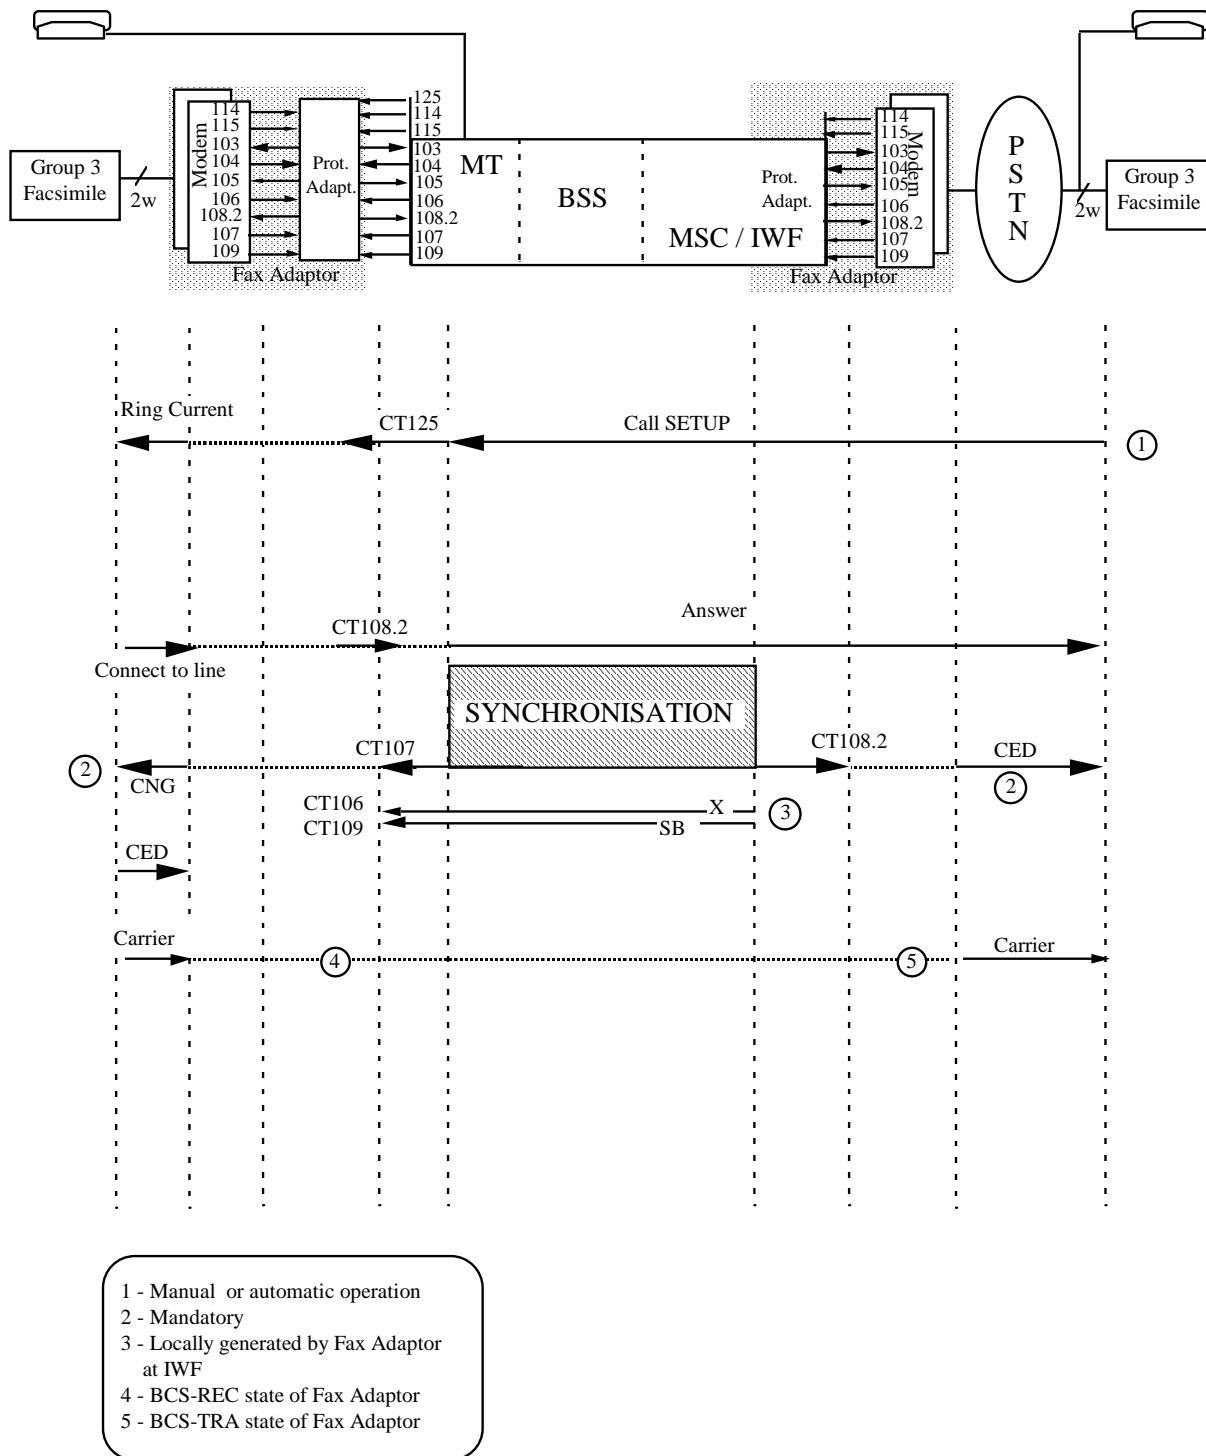 125
114
115
103
104
105
106
108.2
107
109
Modem
114
115
103
104
105
106
108.2
107
109
Prot.
Adapt.
Group 3
Facsimile
2w
Fax Adaptor
MT
BSS
MSC / IWF
Prot.
Adapt.
114
115
103
104
105
106
108.2
107
109
Modem
Fax Adaptor
PSTN
2w
Group 3
Facsimile
Ring Current
CT125
Call SETUP
1
CT108.2
Answer
Connect to line
SYNCHRONISATION
CT107
CT108.2
CED
2
CNG
2
CT106
X
3
CT109
SB
CED
Carrier
4
5
Carrier
1 - Manual or automatic operation
2 - Mandatory
3 - Locally generated by Fax Adaptor
at IWF
4 - BCS-REC state of Fax Adaptor
5 - BCS-TRA state of Fax Adaptor